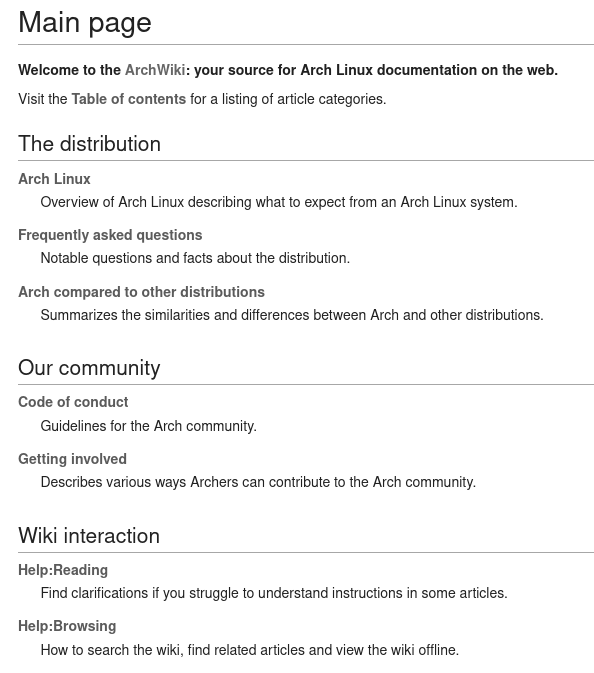 Main page
Welcome to the ArchWiki: your source for Arch Linux documentation on the web.
Visit the Table of contents for a listing of article categories.
The distribution
Arch Linux
Overview of Arch Linux describing what to expect from an Arch Linux system.
Frequently asked questions
Notable questions and facts about the distribution.
Arch compared to other distributions
Summarizes the similarities and differences between Arch and other distributions.
Our community
Code of conduct
Guidelines for the Arch community.
Getting involved
Describes various ways Archers can contribute to the Arch community.
Wiki interaction
Help:Reading
Find clarifications if you struggle to understand instructions in some articles.
Help:Browsing
How to search the wiki, find related articles and view the wiki offline.